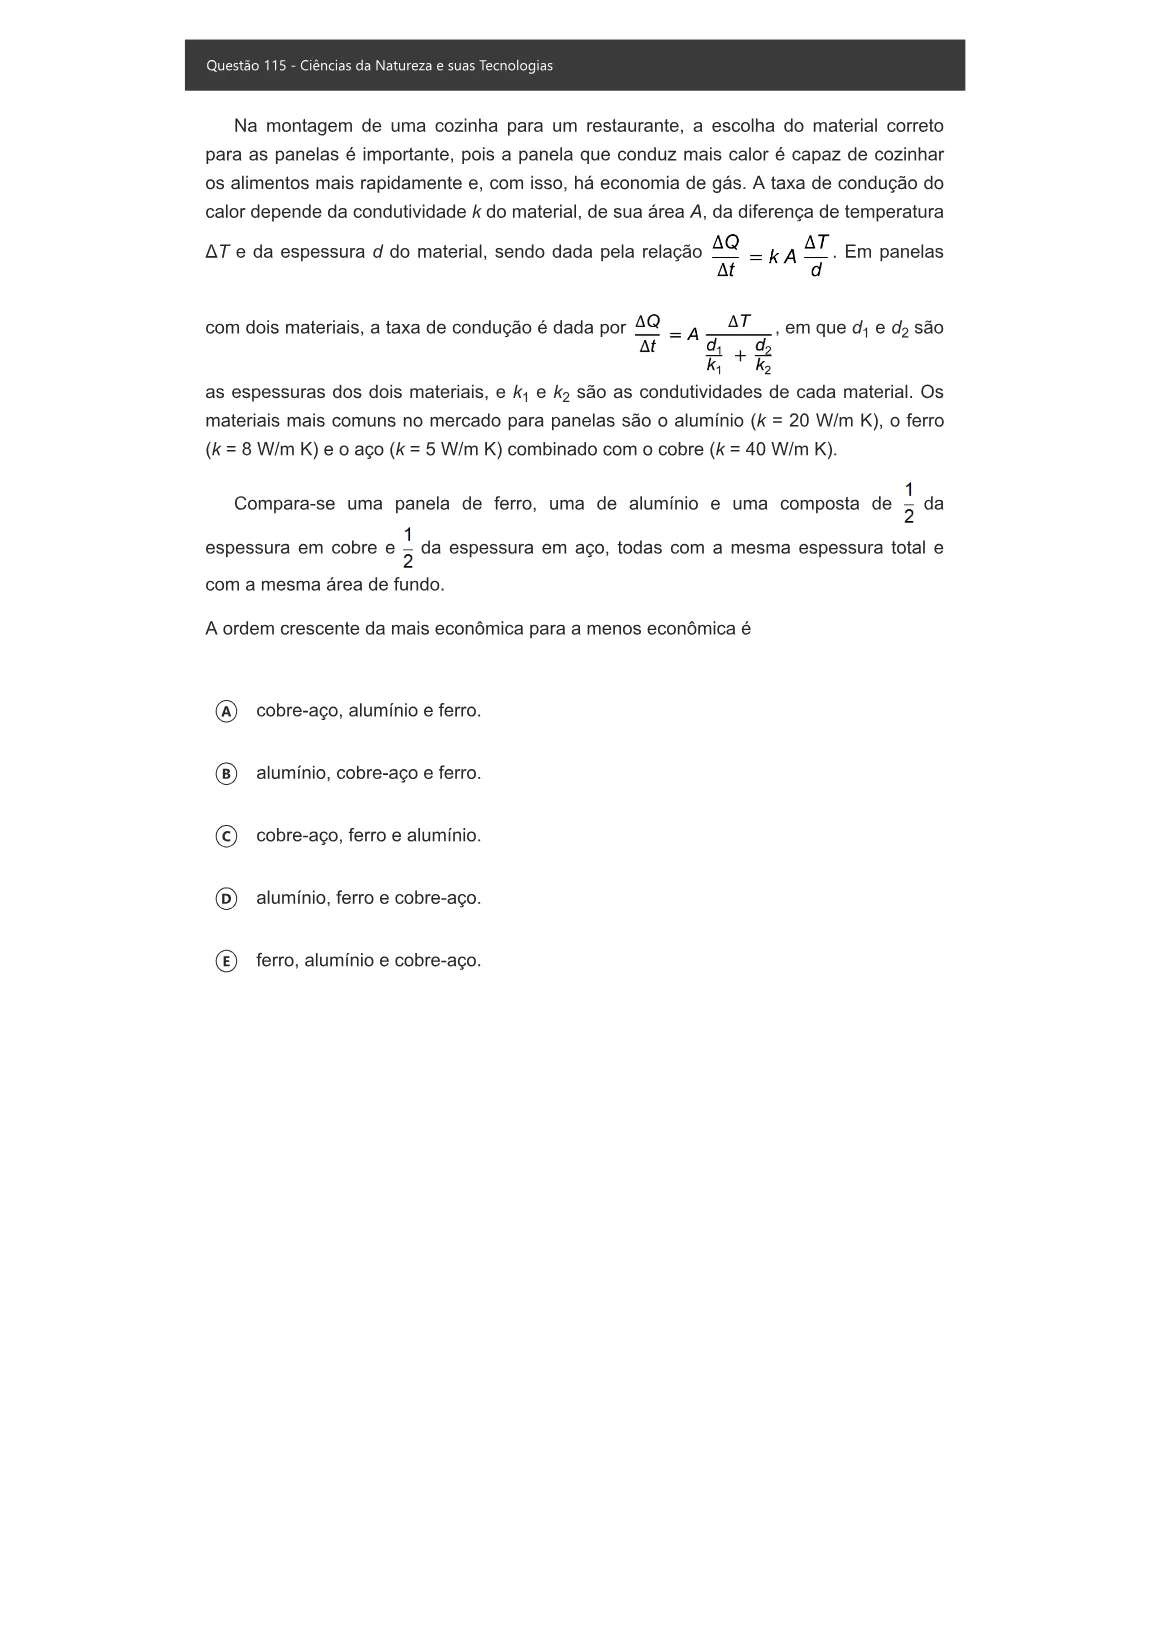 Questão 115 - Ciências da Natureza e suas Tecnologias
Na montagem de uma cozinha para um restaurante, a escolha do material correto
para as panelas é importante, pois a panela que conduz mais calor é capaz de cozinhar
os alimentos mais rapidamente e, com isso, há economia de gás. A taxa de condução do
calor depende da condutividade k do material, de sua área A, da diferença de temperatura
ΔT e da espessura d do material, sendo dada pela relação ΔQ/Δt = k A ΔT/d. Em panelas
com dois materiais, a taxa de condução é dada por ΔQ/Δt = A ΔT/(d₁/k₁ + d₂/k₂), em que d₁ e d₂ são
as espessuras dos dois materiais, e k₁ e k₂ são as condutividades de cada material. Os
materiais mais comuns no mercado para panelas são o alumínio (k = 20 W/m K), o ferro
(k = 8 W/m K) e o aço (k = 5 W/m K) combinado com o cobre (k = 40 W/m K).
Compara-se uma panela de ferro, uma de alumínio e uma composta de 1/2 da
espessura em cobre e 1/2 da espessura em aço, todas com a mesma espessura total e
com a mesma área de fundo.
A ordem crescente da mais econômica para a menos econômica é
A cobre-aço, alumínio e ferro.
B alumínio, cobre-aço e ferro.
C cobre-aço, ferro e alumínio.
D alumínio, ferro e cobre-aço.
E ferro, alumínio e cobre-aço.